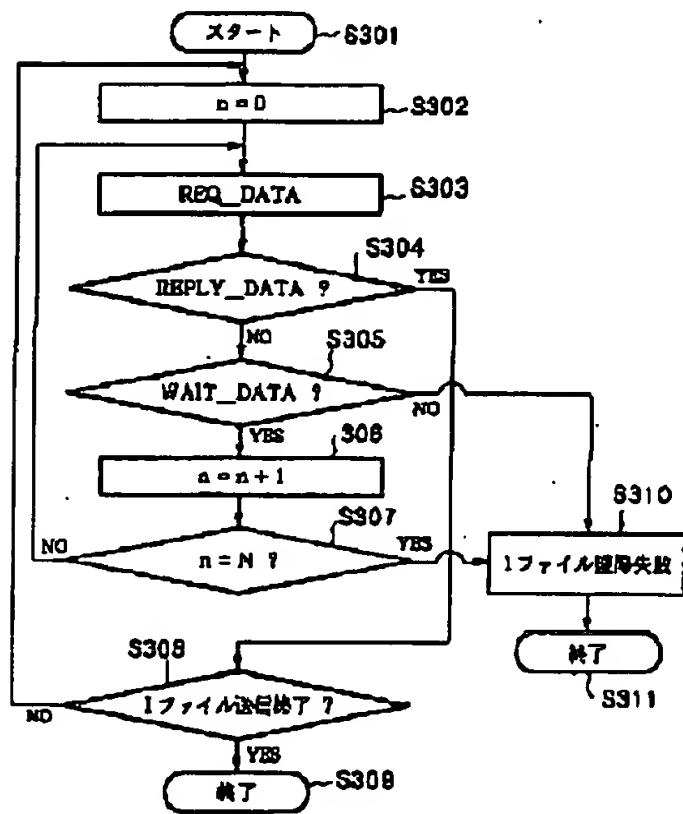 スタート
S301
n = 0
S302
REQ_DATA
S303
S304
REPLY_DATA ?
YES
NO
S305
WAIT_DATA ?
NO
YES
306
n = n + 1
S307
n = N ?
NO
YES
S310
1ファイル 失敗
終了
S311
S308
1ファイル送信終了 ?
NO
YES
終了
S309